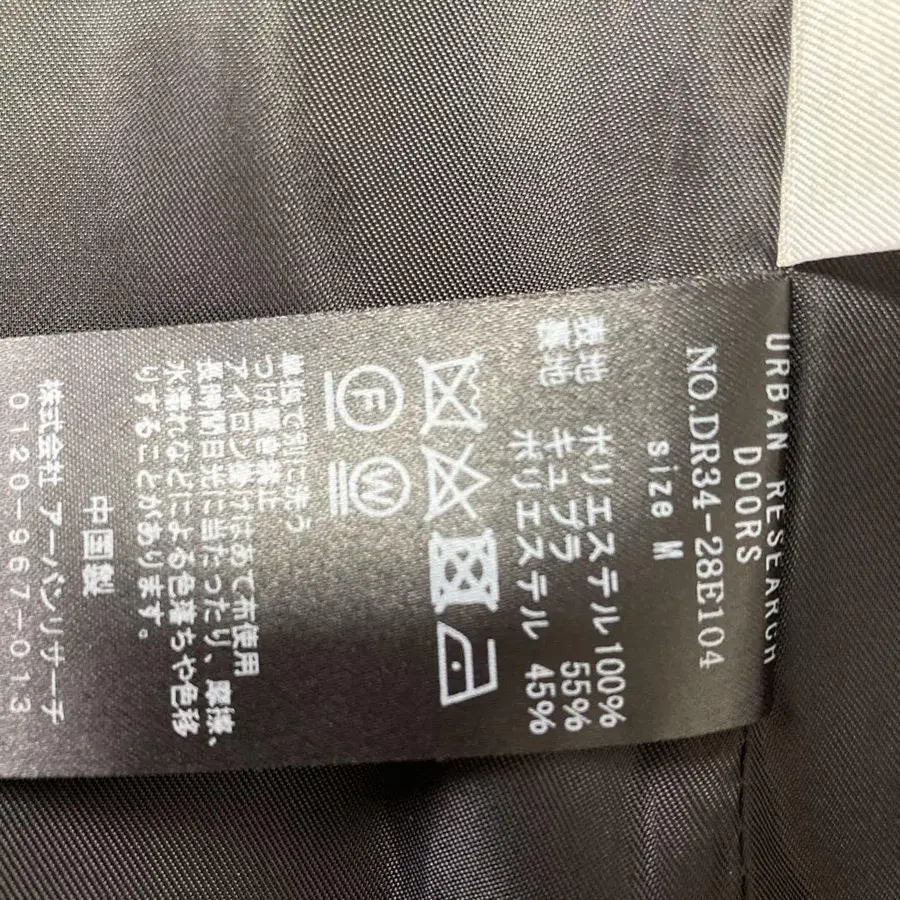 URBAN RESEARCH
DOORS
NO.DR34-28E104
size M
表地 ポリエステル 100%
裏地 キュプラ 55%
ポリエステル 45%
F
W
単独で別に洗う
つけ置き禁止
アイロン掛けはあて布使用
長時間日光に当たったり、摩擦、
水濡れなどによる色落ちや色移
りすることがあります。
中国製
株式会社 アーバンリサーチ
0120-967-013